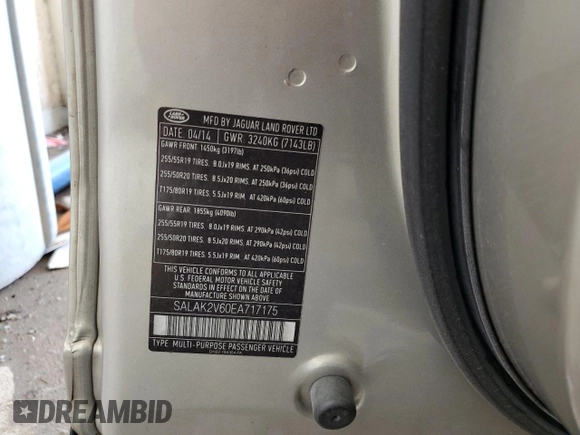 LAND ROVER
MFD BY JAGUAR LAND ROVER LTD
DATE 04/14 GWR: 3240KG (7143LB)
GAWR FRONT 1450kg (3197lb)
255/55R19 TIRES. 8.0Jx19 RIMS. AT 250kPa (36psi) COLD
255/50R20 TIRES. 8.5Jx20 RIMS. AT 250kPa (36psi) COLD
T175/80R19 TIRES. 5.5Jx19 RIM. AT 420kPa (60psi) COLD
GAWR REAR 1855kg (4090lb)
255/55R19 TIRES. 8.0Jx19 RIMS. AT 290kPa (42psi) COLD
255/50R20 TIRES. 8.5Jx20 RIMS. AT 290kPa (42psi) COLD
T175/80R19 TIRES. 5.5Jx19 RIM. AT 420kPa (60psi) COLD
THIS VEHICLE CONFORMS TO ALL APPLICABLE
U.S. FEDERAL MOTOR VEHICLE SAFETY
STANDARDS IN EFFECT ON THE DATE OF
MANUFACTURE SHOWN ABOVE.
SALAK2V60EA717175
TYPE: MULTI-PURPOSE PASSENGER VEHICLE
DREAMBID